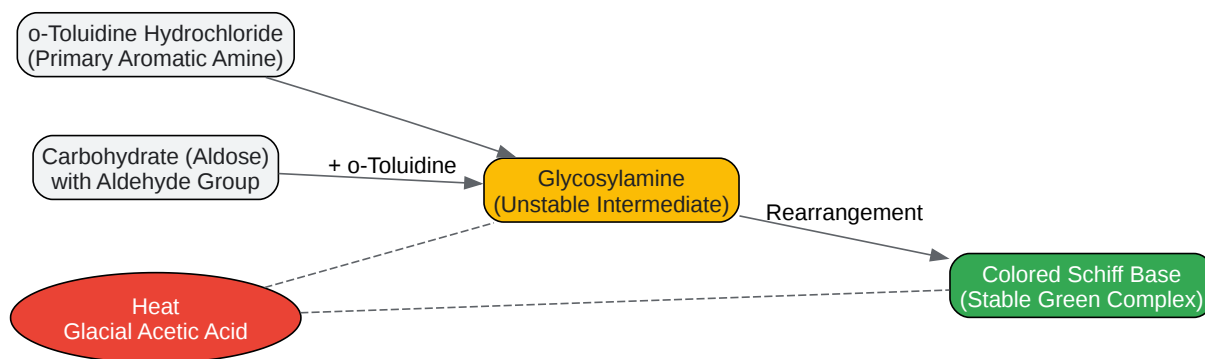 o-Toluidine Hydrochloride
(Primary Aromatic Amine)
Carbohydrate (Aldose)
with Aldehyde Group
+ o-Toluidine
Glycosylamine
(Unstable Intermediate)
Rearrangement
Colored Schiff Base
(Stable Green Complex)
Heat
Glacial Acetic Acid